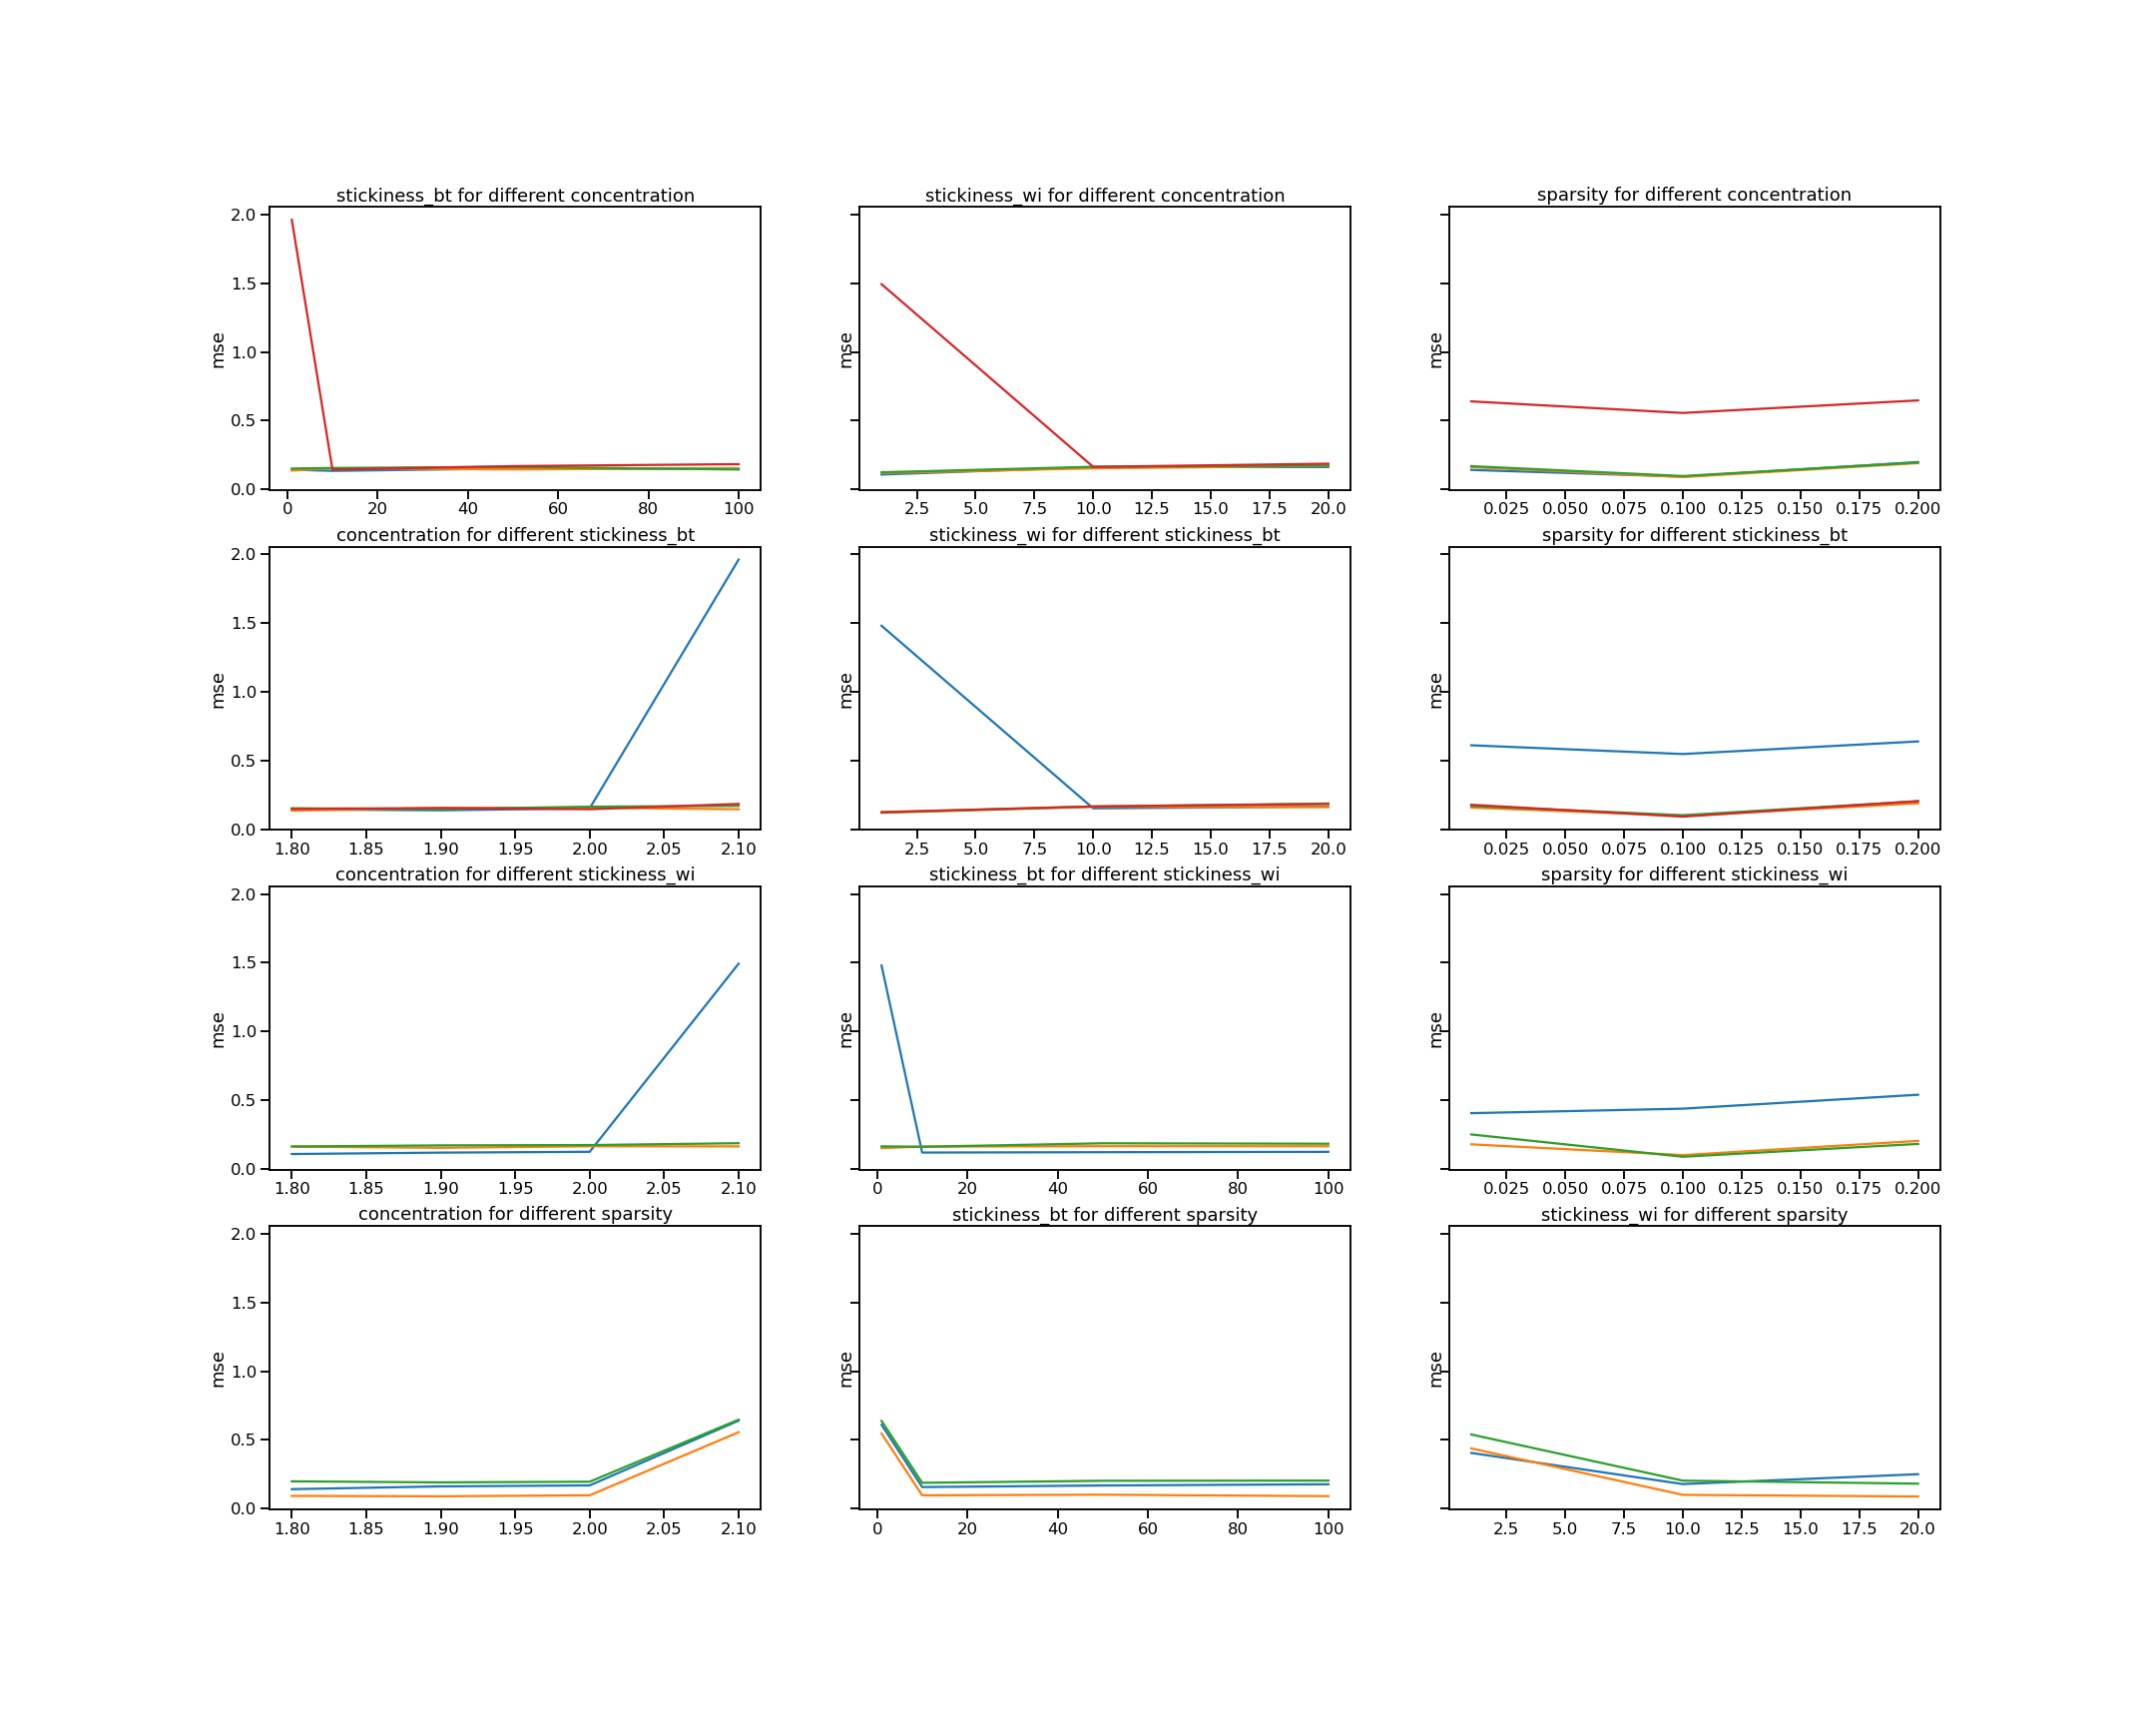 stickiness_bt for different concentration
stickiness_wi for different concentration
sparsity for different concentration
mse
2.0
1.5
1.0
0.5
0.0
0 20 40 60 80 100
mse
2.5 5.0 7.5 10.0 12.5 15.0 17.5 20.0
mse
0.025 0.050 0.075 0.100 0.125 0.150 0.175 0.200
concentration for different stickiness_bt
stickiness_wi for different stickiness_bt
sparsity for different stickiness_bt
mse
2.0
1.5
1.0
0.5
0.0
1.80 1.85 1.90 1.95 2.00 2.05 2.10
mse
2.5 5.0 7.5 10.0 12.5 15.0 17.5 20.0
mse
0.025 0.050 0.075 0.100 0.125 0.150 0.175 0.200
concentration for different stickiness_wi
stickiness_bt for different stickiness_wi
sparsity for different stickiness_wi
mse
2.0
1.5
1.0
0.5
0.0
1.80 1.85 1.90 1.95 2.00 2.05 2.10
mse
0 20 40 60 80 100
mse
0.025 0.050 0.075 0.100 0.125 0.150 0.175 0.200
concentration for different sparsity
stickiness_bt for different sparsity
stickiness_wi for different sparsity
mse
2.0
1.5
1.0
0.5
0.0
1.80 1.85 1.90 1.95 2.00 2.05 2.10
mse
0 20 40 60 80 100
mse
2.5 5.0 7.5 10.0 12.5 15.0 17.5 20.0